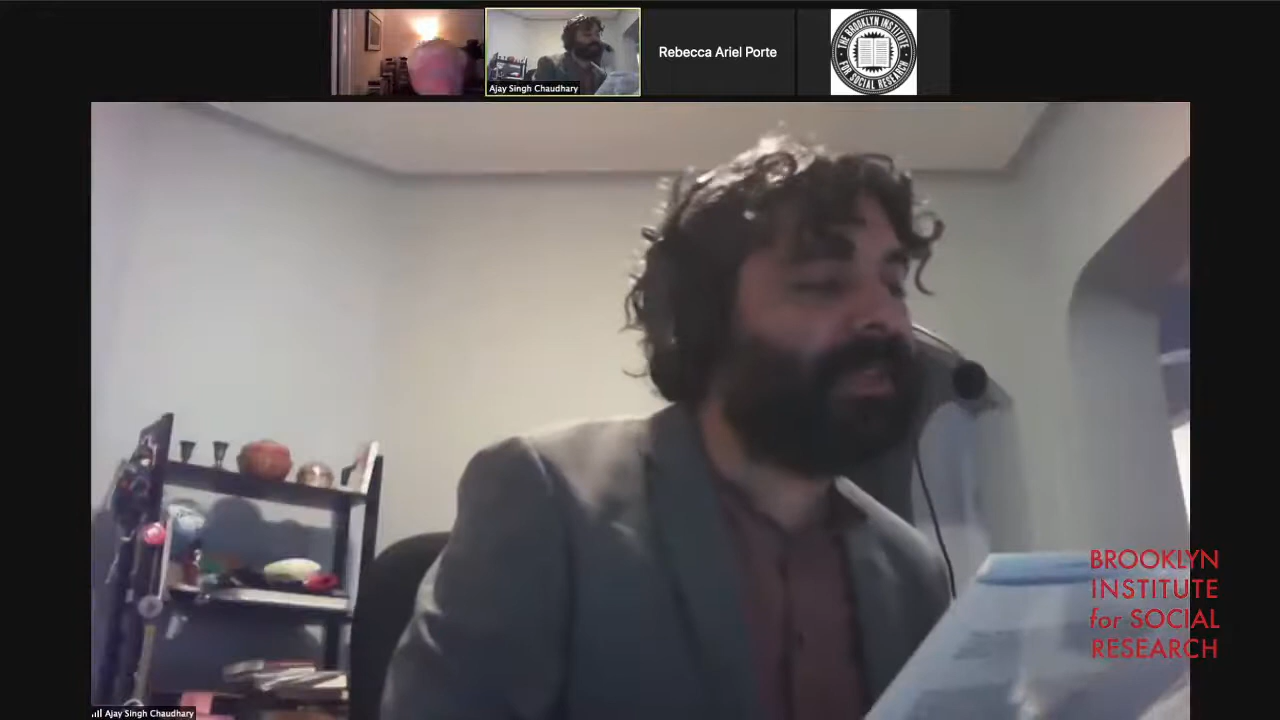 Ajay Singh Chaudhary
Rebecca Ariel Porte
THE BROOKLYN INSTITUTE
FOR SOCIAL RESEARCH
BROOKLYN
INSTITUTE
for SOCIAL
RESEARCH
Ajay Singh Chaudhary